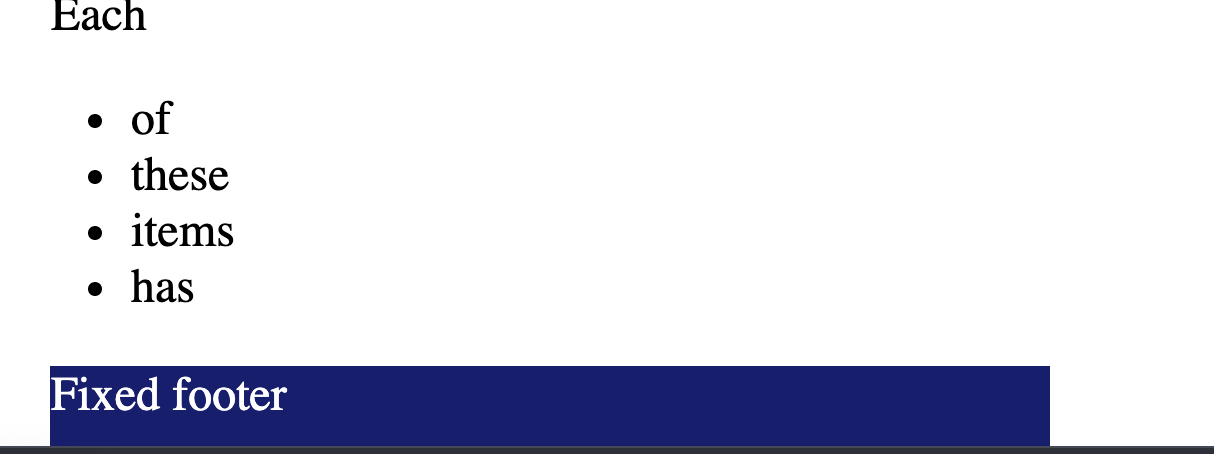 Each
of
these
items
has
Fixed footer